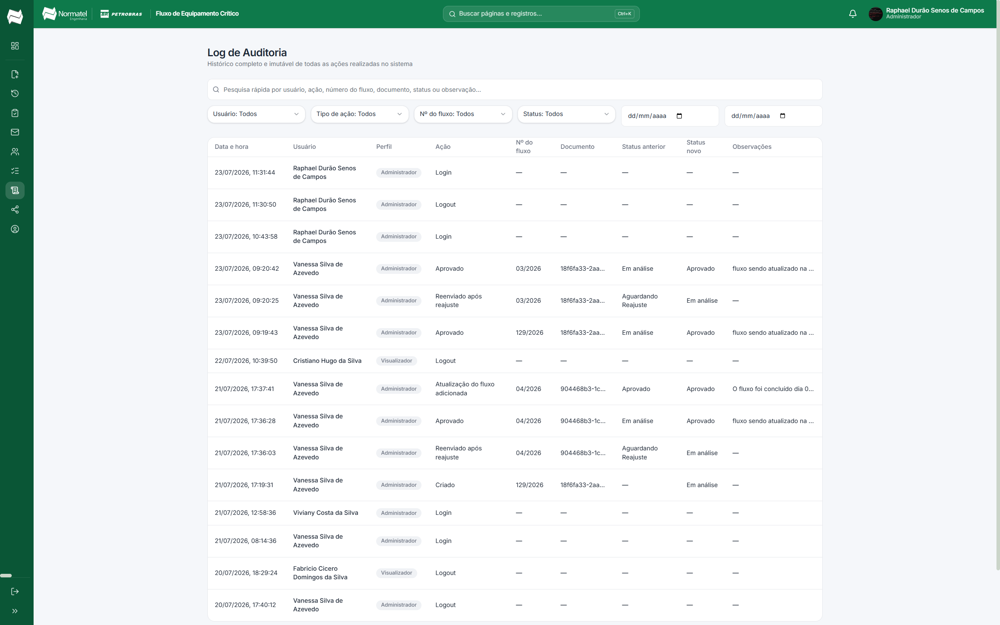 Normatel
Engenharia
BR PETROBRAS
Fluxo de Equipamento Crítico
Buscar páginas e registros...
Ctrl+K
Raphael Durão Senos de Campos
Administrador
Log de Auditoria
Histórico completo e imutável de todas as ações realizadas no sistema
Pesquisa rápida por usuário, ação, número do fluxo, documento, status ou observação...
Usuário: Todos
Tipo de ação: Todos
Nº do fluxo: Todos
Status: Todos
dd/mm/aaaa
dd/mm/aaaa
Data e hora Usuário Perfil Ação Nº do fluxo Documento Status anterior Status novo Observações
23/07/2026, 11:31:44 Raphael Durão Senos de Campos Administrador Login — — — — —
23/07/2026, 11:30:50 Raphael Durão Senos de Campos Administrador Logout — — — — —
23/07/2026, 10:43:58 Raphael Durão Senos de Campos Administrador Login — — — — —
23/07/2026, 09:20:42 Vanessa Silva de Azevedo Administrador Aprovado 03/2026 18f6fa33-2aa... Em análise Aprovado fluxo sendo atualizado na ...
23/07/2026, 09:20:25 Vanessa Silva de Azevedo Administrador Reenviado após reajuste 03/2026 18f6fa33-2aa... Aguardando Reajuste Em análise —
23/07/2026, 09:19:43 Vanessa Silva de Azevedo Administrador Aprovado 129/2026 18f6fa33-2aa... Em análise Aprovado fluxo sendo atualizado na ...
22/07/2026, 10:39:50 Cristiano Hugo da Silva Visualizador Logout — — — — —
21/07/2026, 17:37:41 Vanessa Silva de Azevedo Administrador Atualização do fluxo adicionada 04/2026 904468b3-1c... Aprovado Aprovado O fluxo foi concluído dia 0...
21/07/2026, 17:36:28 Vanessa Silva de Azevedo Administrador Aprovado 04/2026 904468b3-1c... Em análise Aprovado fluxo sendo atualizado na ...
21/07/2026, 17:36:03 Vanessa Silva de Azevedo Administrador Reenviado após reajuste 04/2026 904468b3-1c... Aguardando Reajuste Em análise —
21/07/2026, 17:19:31 Vanessa Silva de Azevedo Administrador Criado 129/2026 18f6fa33-2aa... — Em análise —
21/07/2026, 12:58:36 Viviany Costa da Silva Administrador Login — — — — —
21/07/2026, 08:14:36 Vanessa Silva de Azevedo Administrador Login — — — — —
20/07/2026, 18:29:24 Fabricio Cicero Domingos da Silva Visualizador Logout — — — — —
20/07/2026, 17:40:12 Vanessa Silva de Azevedo Administrador Logout — — — — —